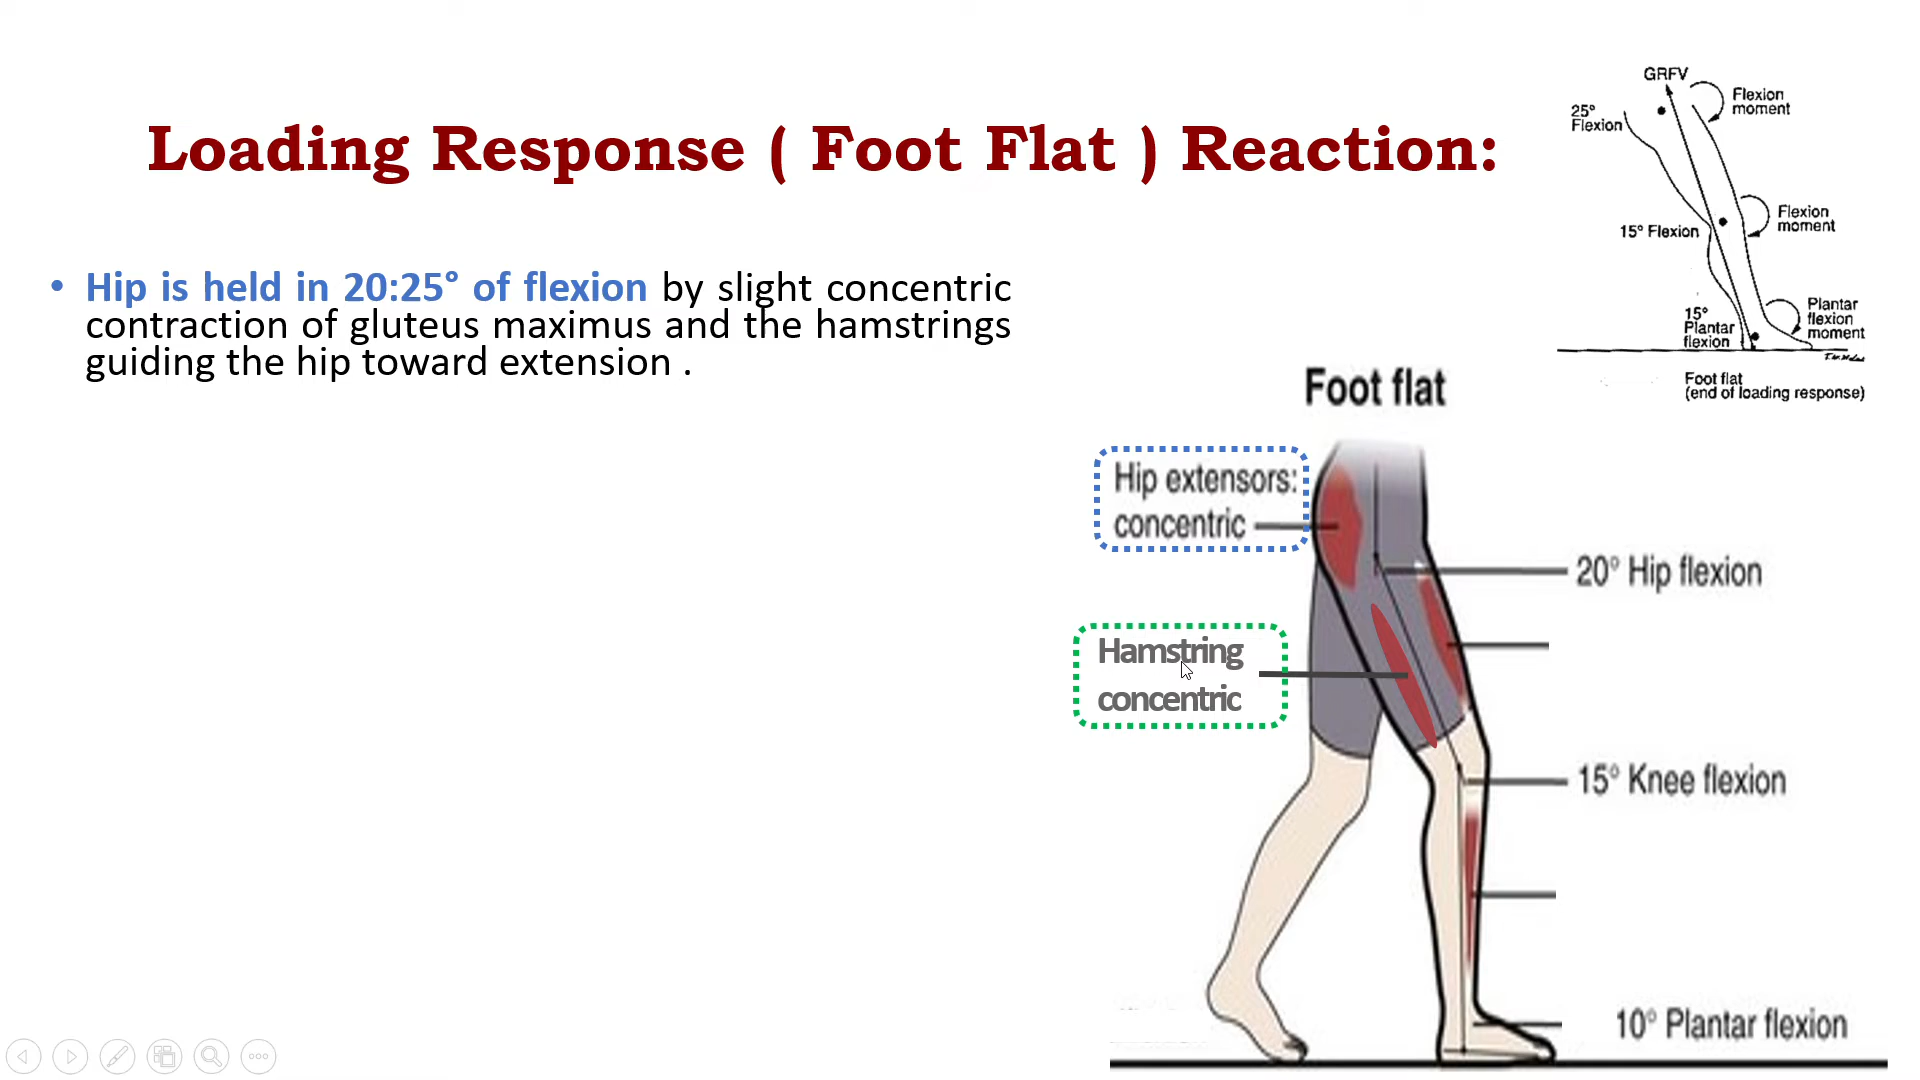 Loading Response ( Foot Flat ) Reaction:
• Hip is held in 20:25° of flexion by slight concentric
contraction of gluteus maximus and the hamstrings
guiding the hip toward extension .
GRFV
Flexion
moment
25°
Flexion
Flexion
moment
15° Flexion
Plantar
flexion
moment
15°
Plantar
flexion
Foot flat
(end of loading response)
Foot flat
Hip extensors:
concentric
20° Hip flexion
Hamstring
concentric
15° Knee flexion
10° Plantar flexion